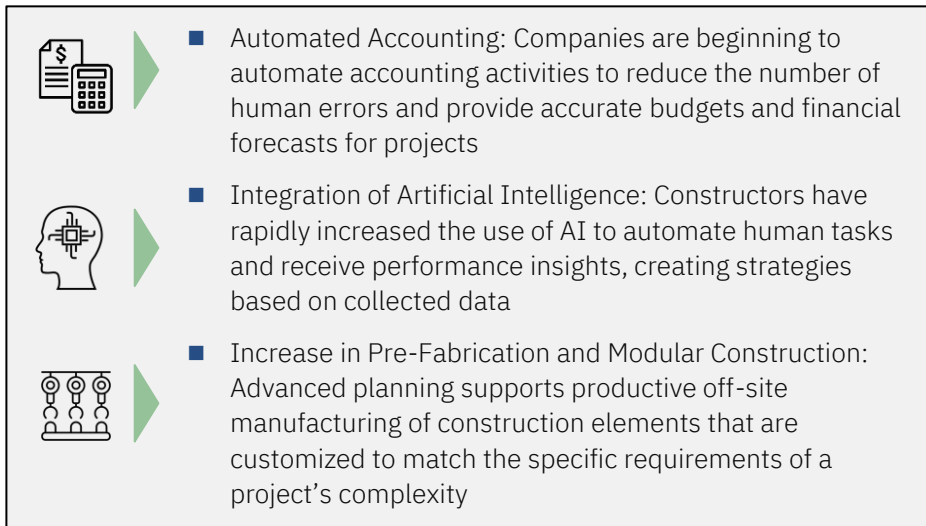 $
■ Automated Accounting: Companies are beginning to
automate accounting activities to reduce the number of
human errors and provide accurate budgets and financial
forecasts for projects
■ Integration of Artificial Intelligence: Constructors have
rapidly increased the use of AI to automate human tasks
and receive performance insights, creating strategies
based on collected data
■ Increase in Pre-Fabrication and Modular Construction:
Advanced planning supports productive off-site
manufacturing of construction elements that are
customized to match the specific requirements of a
project’s complexity